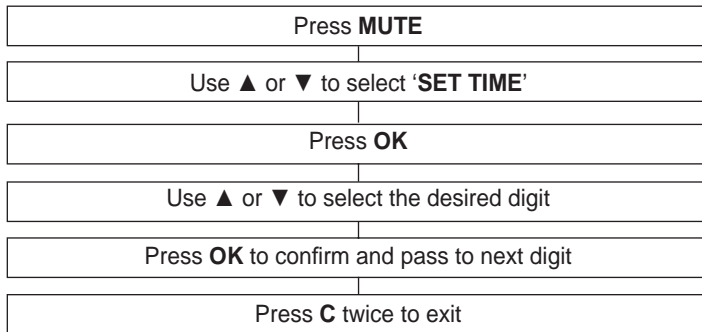 Press MUTE
Use ▲ or ▼ to select ‘SET TIME’
Press OK
Use ▲ or ▼ to select the desired digit
Press OK to confirm and pass to next digit
Press C twice to exit